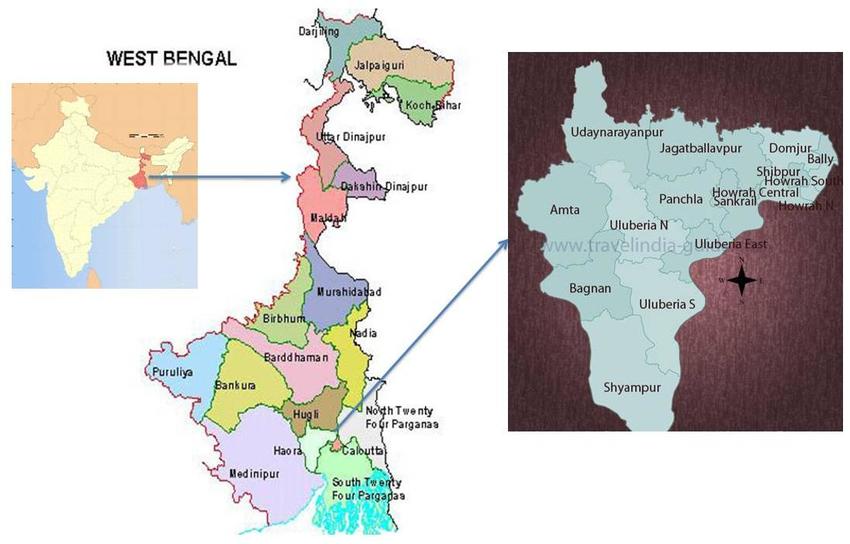 WEST BENGAL
Darjiling
Jalpaiguri
Koch-Bihar
Uttar Dinajpur
Dakshin Dinajpur
Maldah
Murshidabad
Birbhum
Nadia
Barddhaman
Puruliya
Bankura
Hugli
North Twenty
Four Parganas
Haora
Calcutta
Medinipur
South Twenty
Four Parganas
Udaynarayanpur
Jagatballavpur
Domjur
Bally
Shibpur
Howrah South
Howrah Central
Panchla
Sankrail
Howrah N
Amta
Uluberia N
Uluberia East
www.travelindia-guide
N
W
E
S
Bagnan
Uluberia S
Shyampur